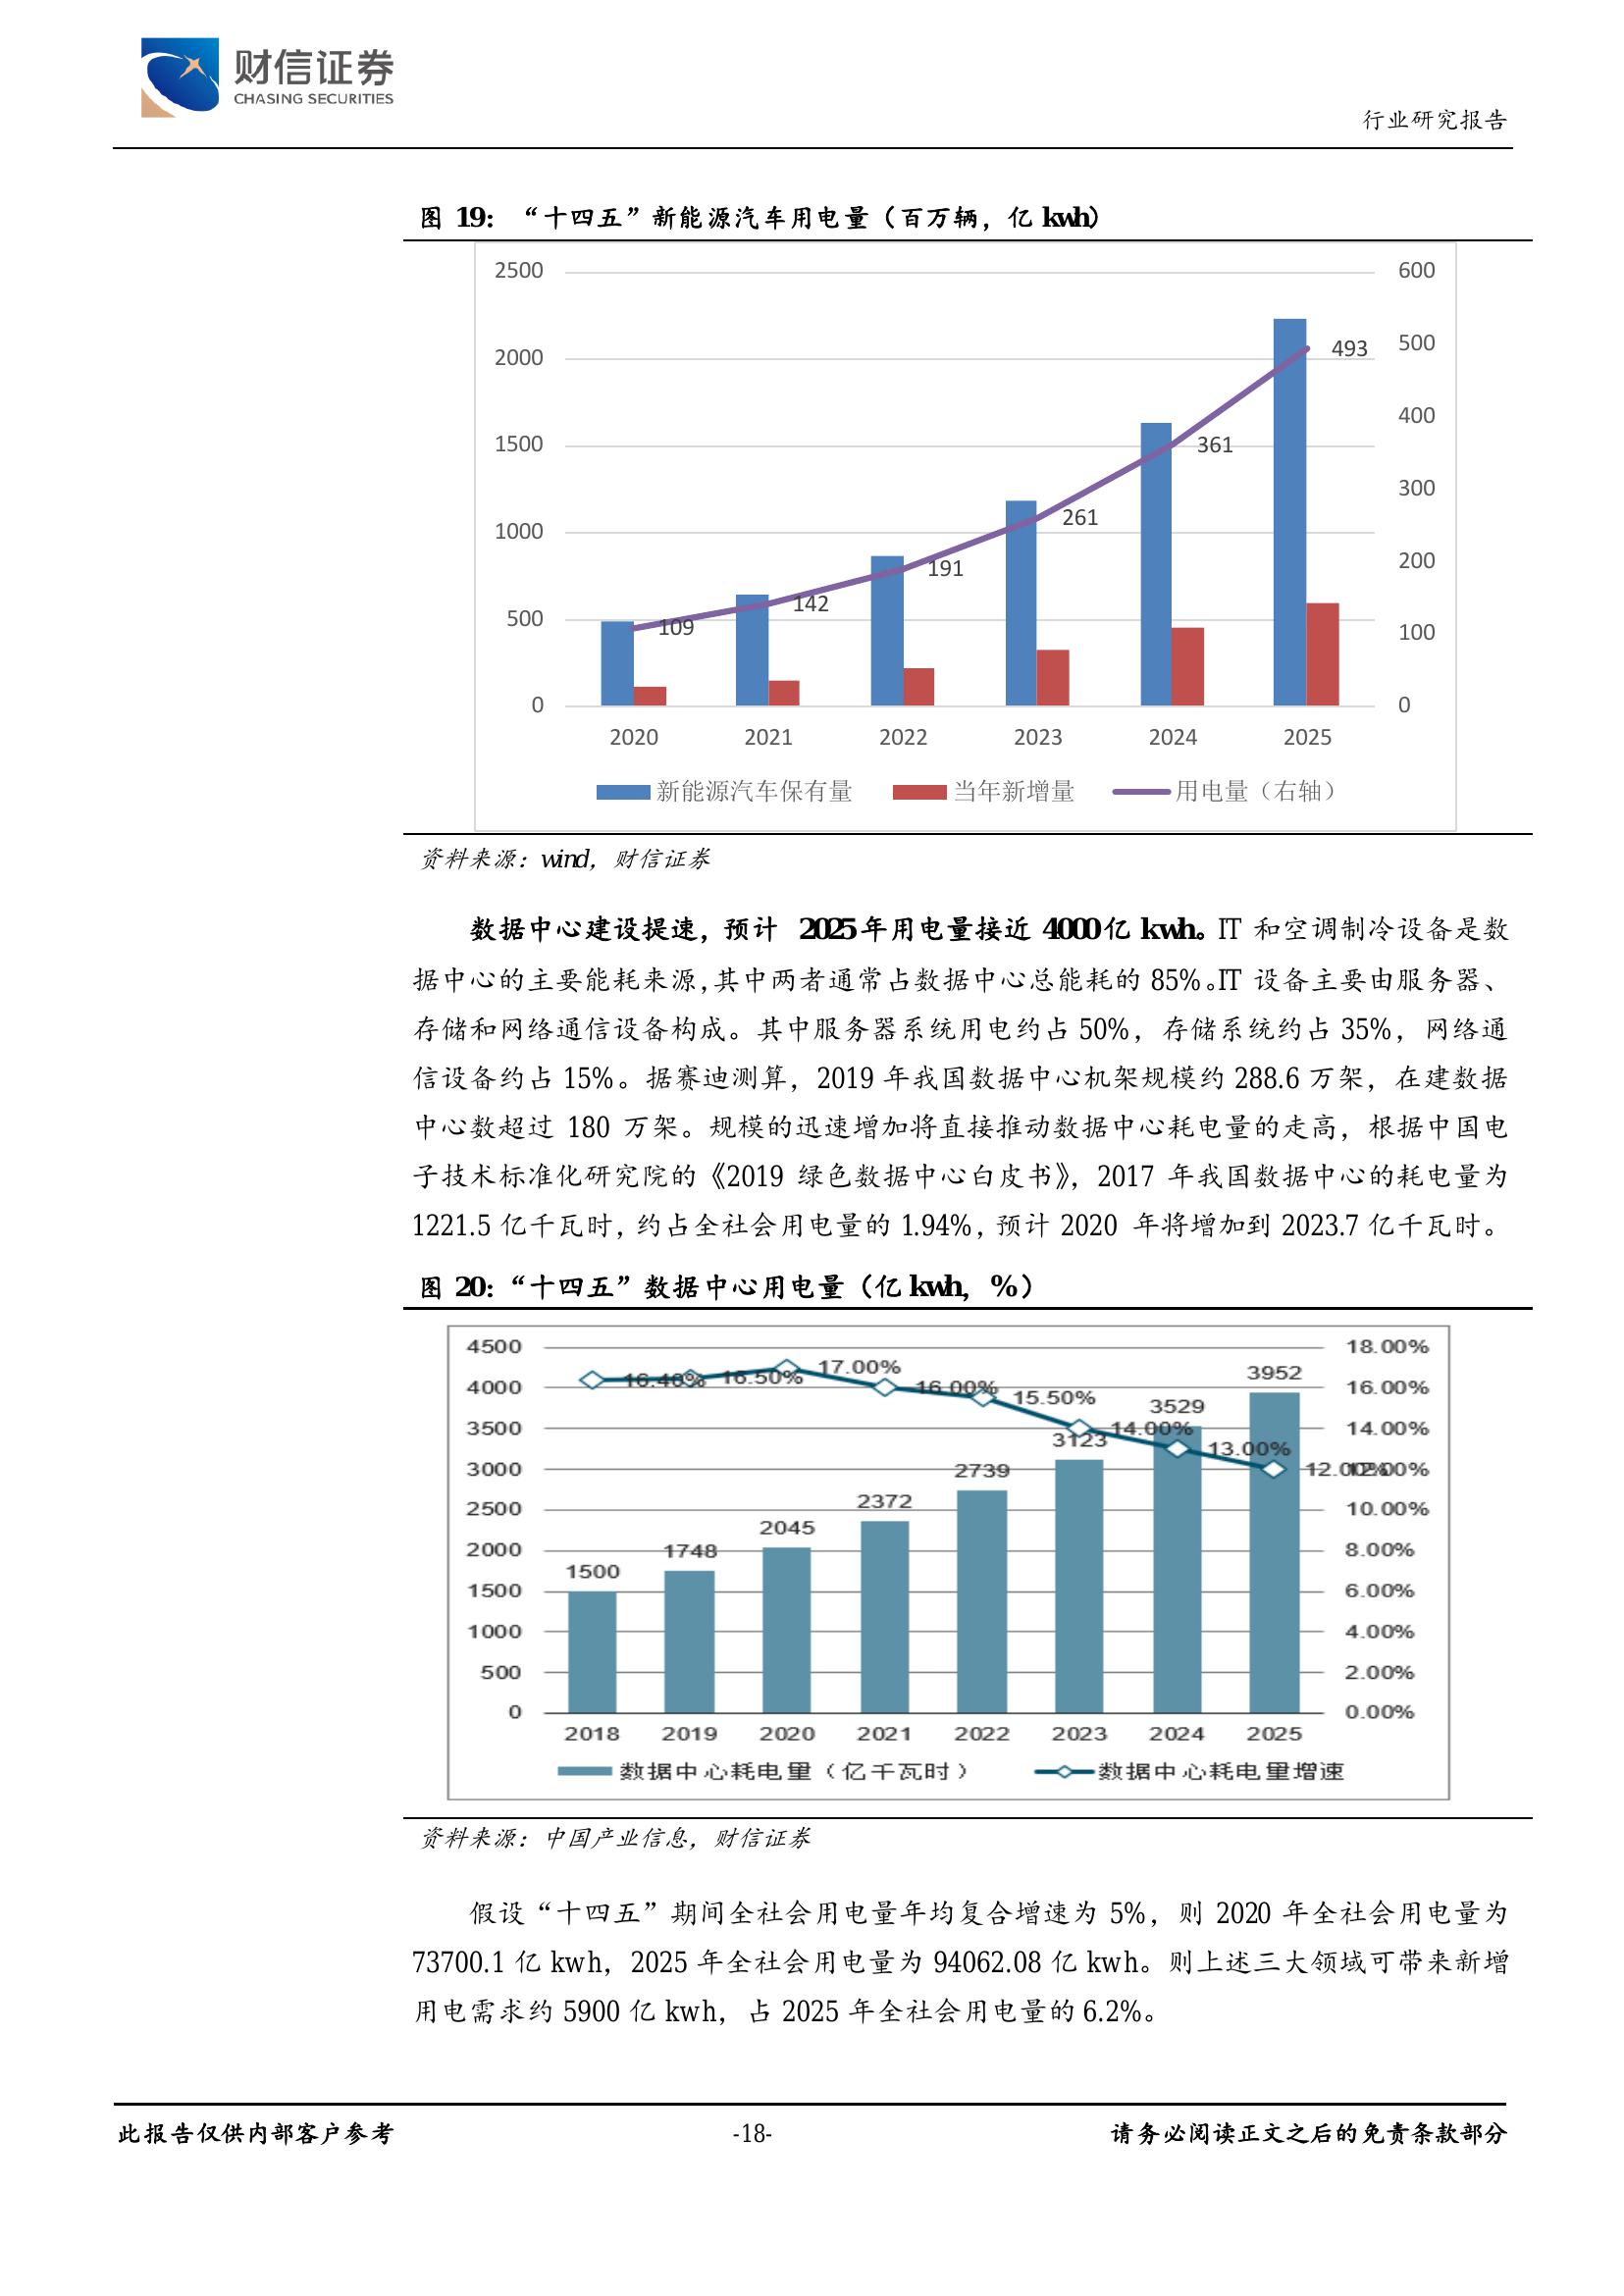 财信证券
CHASING SECURITIES
行业研究报告
图 19: “十四五”新能源汽车用电量（百万辆，亿 kwh）
2500
2000
1500
1000
500
0
600
500
400
300
200
100
0
109
142
191
261
361
493
2020 2021 2022 2023 2024 2025
新能源汽车保有量 当年新增量 用电量（右轴）
资料来源：wind，财信证券
数据中心建设提速，预计 2025年用电量接近 4000亿 kwh。IT 和空调制冷设备是数
据中心的主要能耗来源，其中两者通常占数据中心总能耗的 85%。IT 设备主要由服务器、
存储和网络通信设备构成。其中服务器系统用电约占 50%，存储系统约占 35%，网络通
信设备约占 15%。据赛迪测算，2019 年我国数据中心机架规模约 288.6 万架，在建数据
中心数超过 180 万架。规模的迅速增加将直接推动数据中心耗电量的走高，根据中国电
子技术标准化研究院的《2019 绿色数据中心白皮书》，2017 年我国数据中心的耗电量为
1221.5 亿千瓦时，约占全社会用电量的 1.94%，预计 2020 年将增加到 2023.7 亿千瓦时。
图 20:“十四五”数据中心用电量（亿 kwh，%）
4500
4000
3500
3000
2500
2000
1500
1000
500
0
18.00%
16.00%
14.00%
12.00%
10.00%
8.00%
6.00%
4.00%
2.00%
0.00%
16.40% 16.50% 17.00% 16.00% 15.50% 14.00% 13.00% 12.00%
1500 1748 2045 2372 2739 3123 3529 3952
2018 2019 2020 2021 2022 2023 2024 2025
数据中心耗电量（亿千瓦时） 数据中心耗电量增速
资料来源：中国产业信息，财信证券
假设“十四五”期间全社会用电量年均复合增速为 5%，则 2020 年全社会用电量为
73700.1 亿 kwh，2025 年全社会用电量为 94062.08 亿 kwh。则上述三大领域可带来新增
用电需求约 5900 亿 kwh，占 2025 年全社会用电量的 6.2%。
此报告仅供内部客户参考 -18- 请务必阅读正文之后的免责条款部分